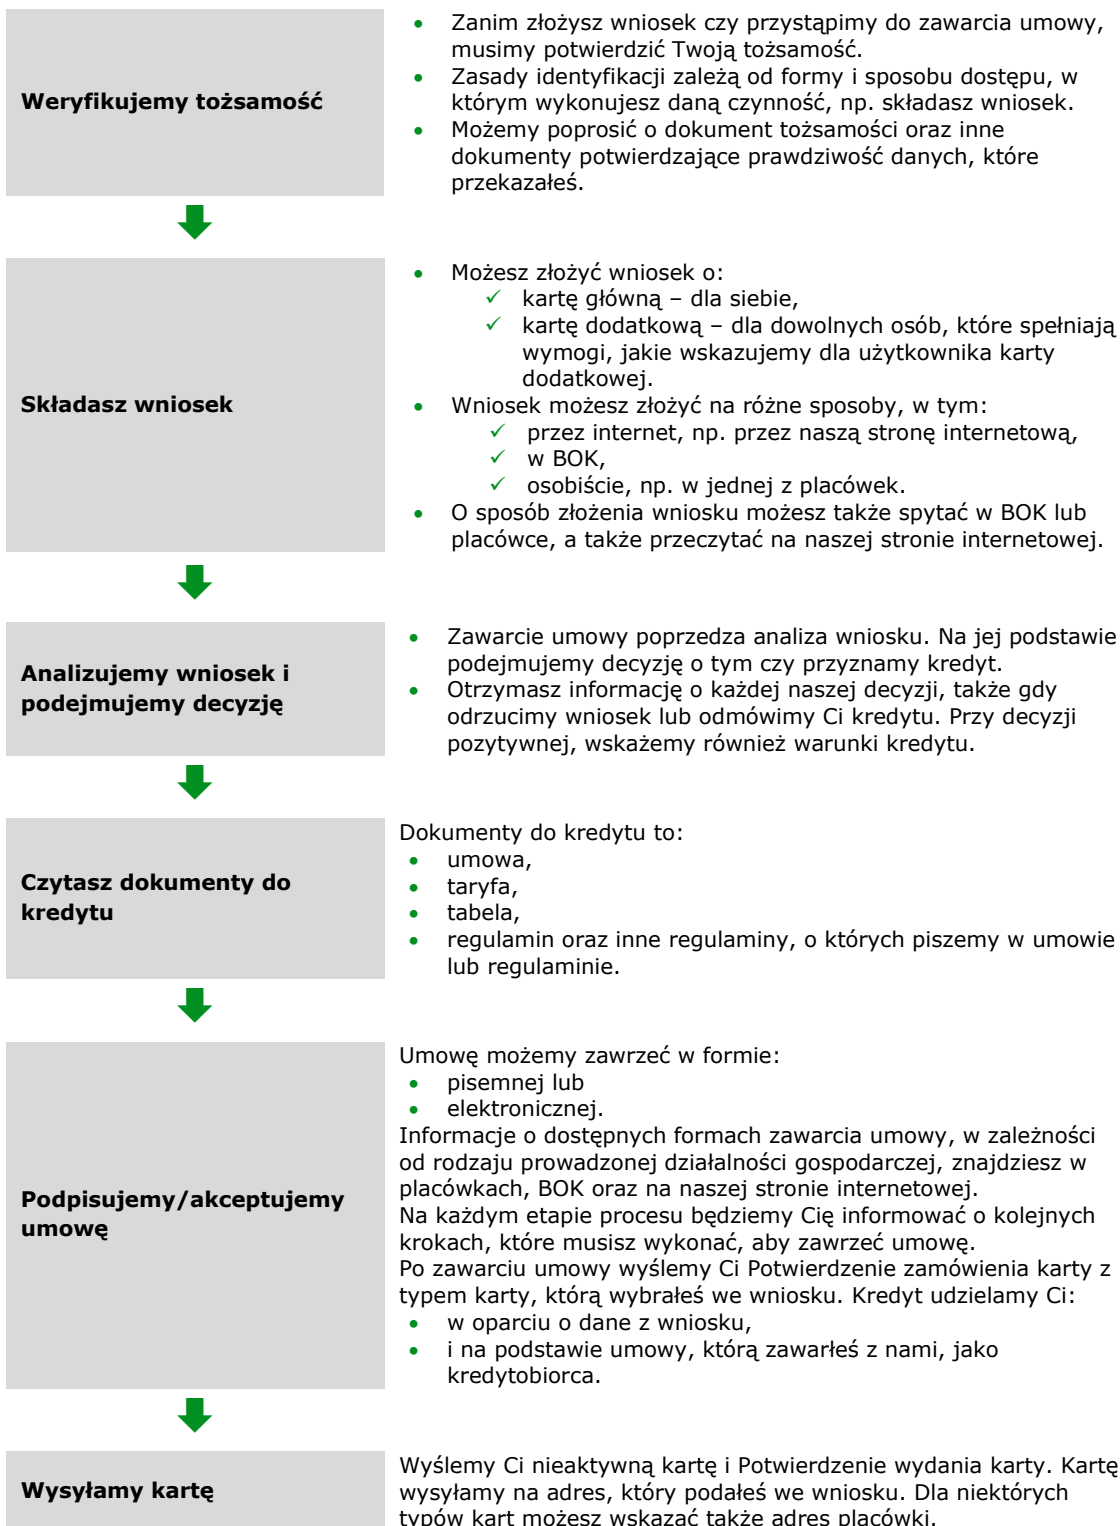 Weryfikujemy tożsamość
• Zanim złożysz wniosek czy przystąpimy do zawarcia umowy,
musimy potwierdzić Twoją tożsamość.
• Zasady identyfikacji zależą od formy i sposobu dostępu, w
którym wykonujesz daną czynność, np. składasz wniosek.
• Możemy poprosić o dokument tożsamości oraz inne
dokumenty potwierdzające prawdziwość danych, które
przekazałeś.
Składasz wniosek
• Możesz złożyć wniosek o:
✓ kartę główną – dla siebie,
✓ kartę dodatkową – dla dowolnych osób, które spełniają
wymogi, jakie wskazujemy dla użytkownika karty
dodatkowej.
• Wniosek możesz złożyć na różne sposoby, w tym:
✓ przez internet, np. przez naszą stronę internetową,
✓ w BOK,
✓ osobiście, np. w jednej z placówek.
• O sposób złożenia wniosku możesz także spytać w BOK lub
placówce, a także przeczytać na naszej stronie internetowej.
Analizujemy wniosek i
podejmujemy decyzję
• Zawarcie umowy poprzedza analiza wniosku. Na jej podstawie
podejmujemy decyzję o tym czy przyznamy kredyt.
• Otrzymasz informację o każdej naszej decyzji, także gdy
odrzucimy wniosek lub odmówimy Ci kredytu. Przy decyzji
pozytywnej, wskażemy również warunki kredytu.
Czytasz dokumenty do
kredytu
Dokumenty do kredytu to:
• umowa,
• taryfa,
• tabela,
• regulamin oraz inne regulaminy, o których piszemy w umowie
lub regulaminie.
Podpisujemy/akceptujemy
umowę
Umowę możemy zawrzeć w formie:
• pisemnej lub
• elektronicznej.
Informacje o dostępnych formach zawarcia umowy, w zależności
od rodzaju prowadzonej działalności gospodarczej, znajdziesz w
placówkach, BOK oraz na naszej stronie internetowej.
Na każdym etapie procesu będziemy Cię informować o kolejnych
krokach, które musisz wykonać, aby zawrzeć umowę.
Po zawarciu umowy wyślemy Ci Potwierdzenie zamówienia karty z
typem karty, którą wybrałeś we wniosku. Kredyt udzielamy Ci:
• w oparciu o dane z wniosku,
• i na podstawie umowy, którą zawarłeś z nami, jako
kredytobiorca.
Wysyłamy kartę
Wyślemy Ci nieaktywną kartę i Potwierdzenie wydania karty. Kartę
wysyłamy na adres, który podałeś we wniosku. Dla niektórych
typów kart możesz wskazać także adres placówki.